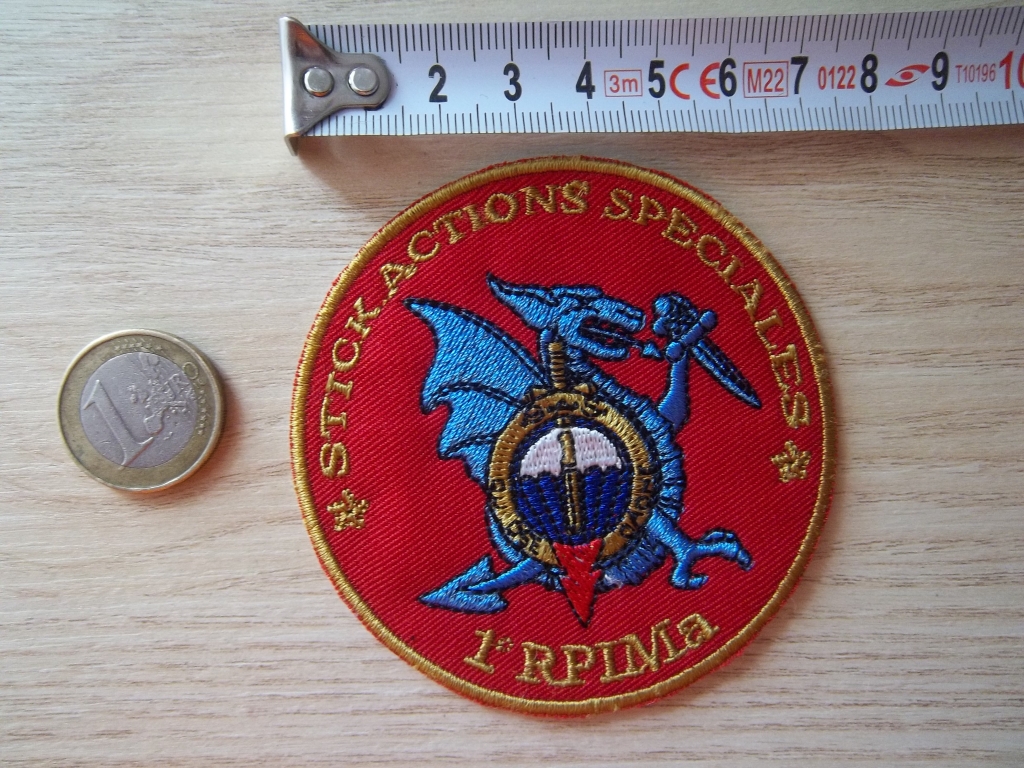 2 3 4 3m 5 CE 6 M22 7 0122 8 9 T10196 10
STICK ACTIONS SPECIALES
1er RPIMa
1